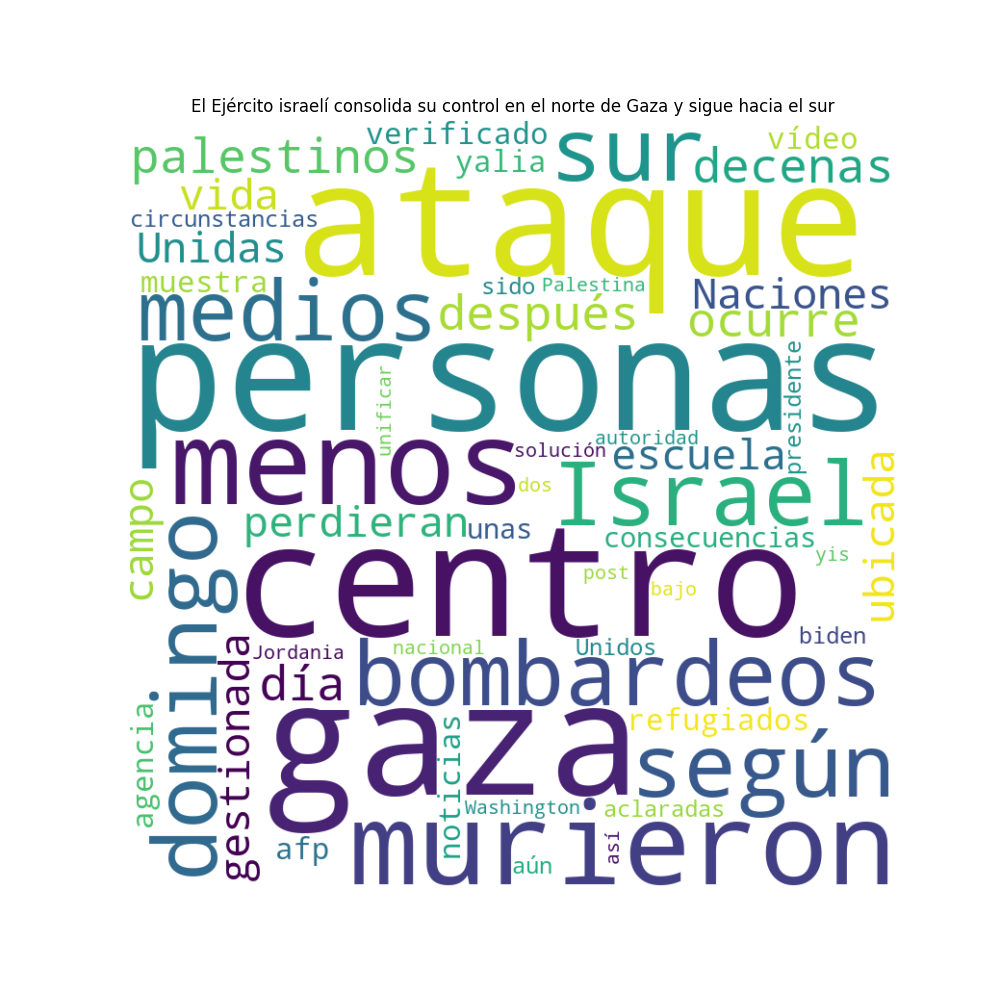 El Ejército israelí consolida su control en el norte de Gaza y sigue hacia el sur
verificado
sur
vídeo
palestinos
yalia
decenas
vida
ataque
circunstancias
Unidas
muestra
medios
sido
Palestina
Naciones
después
ocurre
personas
unificar
presidente
menos
solución
autoridad
escuela
Israel
dos
campo
domingo
perdieran
unas
consecuencias
yis
ubicada
centro
post
bajo
biden
Jordania
nacional
Unidos
gestionada
día
bombardeos
agencia
gaza
refugiados
noticias
según
Washington
aclaradas
murieron
afp
aún
así